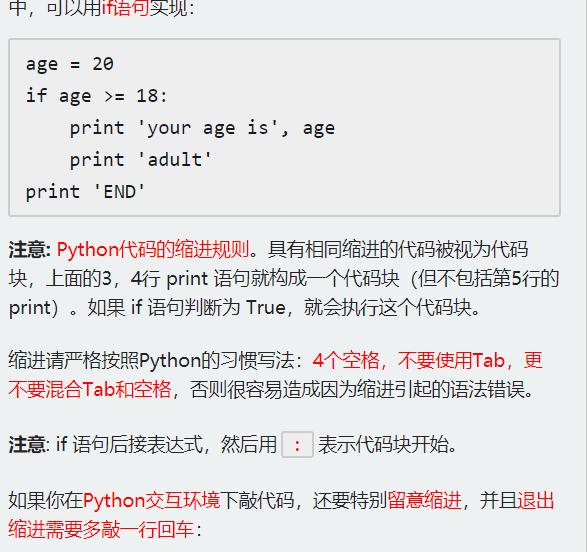 中，可以用if语句实现：
age = 20
if age >= 18:
    print 'your age is', age
    print 'adult'
print 'END'
注意: Python代码的缩进规则。具有相同缩进的代码被视为代码
块，上面的3，4行 print 语句就构成一个代码块（但不包括第5行的
print）。如果 if 语句判断为 True，就会执行这个代码块。
缩进请严格按照Python的习惯写法：4个空格，不要使用Tab，更
不要混合Tab和空格，否则很容易造成因为缩进引起的语法错误。
注意: if 语句后接表达式，然后用 : 表示代码块开始。
如果你在Python交互环境下敲代码，还要特别留意缩进，并且退出
缩进需要多敲一行回车：